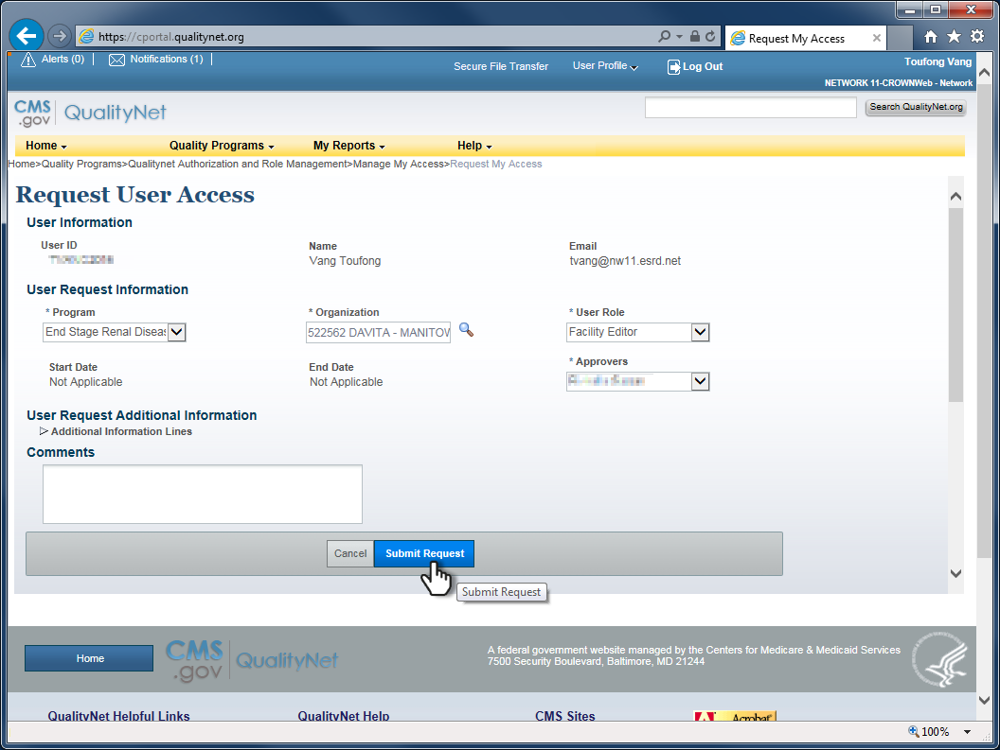 https://cportal.qualitynet.org
Request My Access
Alerts (0)
Notifications (1)
Secure File Transfer
User Profile
Log Out
Toufong Vang
NETWORK 11-CROWNWeb - Network
CMS .gov
QualityNet
Search QualityNet.org
Home
Quality Programs
My Reports
Help
Home>Quality Programs>Qualitynet Authorization and Role Management>Manage My Access>Request My Access
Request User Access
User Information
User ID
Name
Vang Toufong
Email
tvang@nw11.esrd.net
User Request Information
* Program
End Stage Renal Diseas
* Organization
522562 DAVITA - MANITOW
* User Role
Facility Editor
Start Date
Not Applicable
End Date
Not Applicable
* Approvers
User Request Additional Information
Additional Information Lines
Comments
Cancel
Submit Request
Submit Request
Home
CMS .gov
QualityNet
A federal government website managed by the Centers for Medicare & Medicaid Services
7500 Security Boulevard, Baltimore, MD 21244
QualityNet Helpful Links
QualityNet Help
CMS Sites
Acrobat
100%